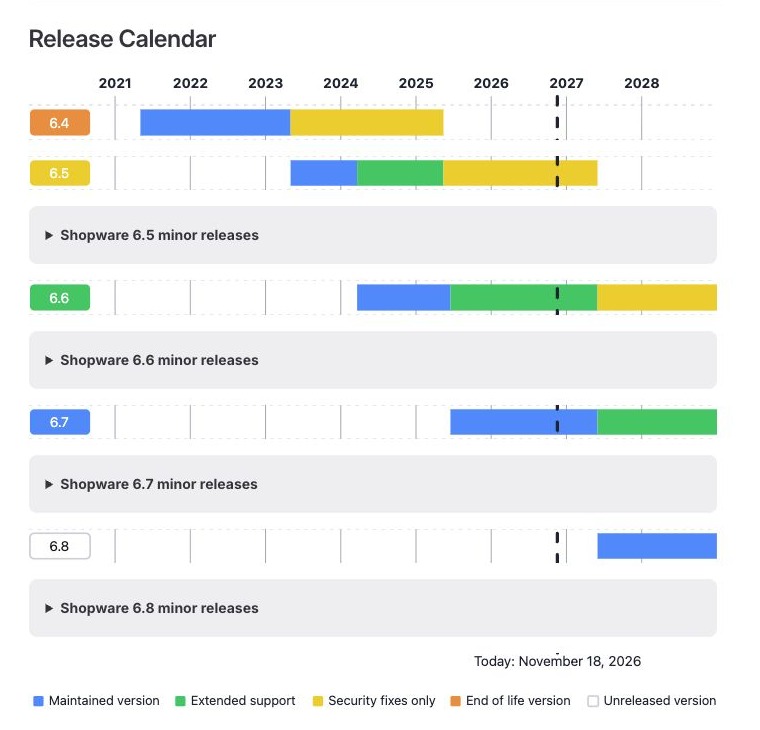 Release Calendar
2021 2022 2023 2024 2025 2026 2027 2028
6.4
6.5
▶ Shopware 6.5 minor releases
6.6
▶ Shopware 6.6 minor releases
6.7
▶ Shopware 6.7 minor releases
6.8
▶ Shopware 6.8 minor releases
Today: November 18, 2026
Maintained version Extended support Security fixes only End of life version Unreleased version